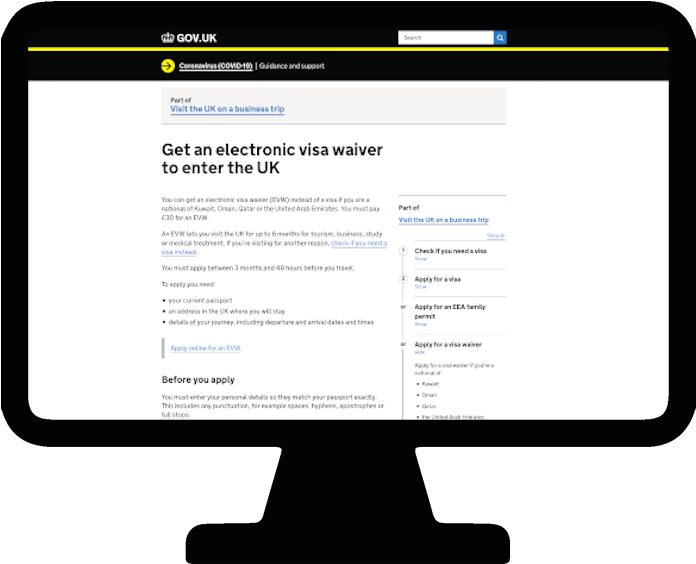 GOV.UK
Search
Coronavirus (COVID-19) | Guidance and support
Part of
Visit the UK on a business trip
Get an electronic visa waiver
to enter the UK
You can get an electronic visa waiver (EVW) instead of a visa if you are a
national of Kuwait, Oman, Qatar or the United Arab Emirates. You must pay
£30 for an EVW.
An EVW lets you visit the UK for up to 6 months for tourism, business, study
or medical treatment. If you're visiting for another reason, check if you need a
visa instead.
You must apply between 3 months and 48 hours before you travel.
To apply you need:
• your current passport
• an address in the UK where you will stay
• details of your journey, including departure and arrival dates and times
Apply online for an EVW.
Before you apply
You must enter your personal details so they match your passport exactly.
This includes any punctuation, for example spaces, hyphens, apostrophes or
full stops.
Part of
Visit the UK on a business trip
Show all
1 Check if you need a visa
Show
2 Apply for a visa
Show
or Apply for an EEA family
permit
Show
or Apply for a visa waiver
Hide
Apply for a visa waiver if you're a
national of:
• Kuwait
• Oman
• Qatar
• the United Arab Emirates